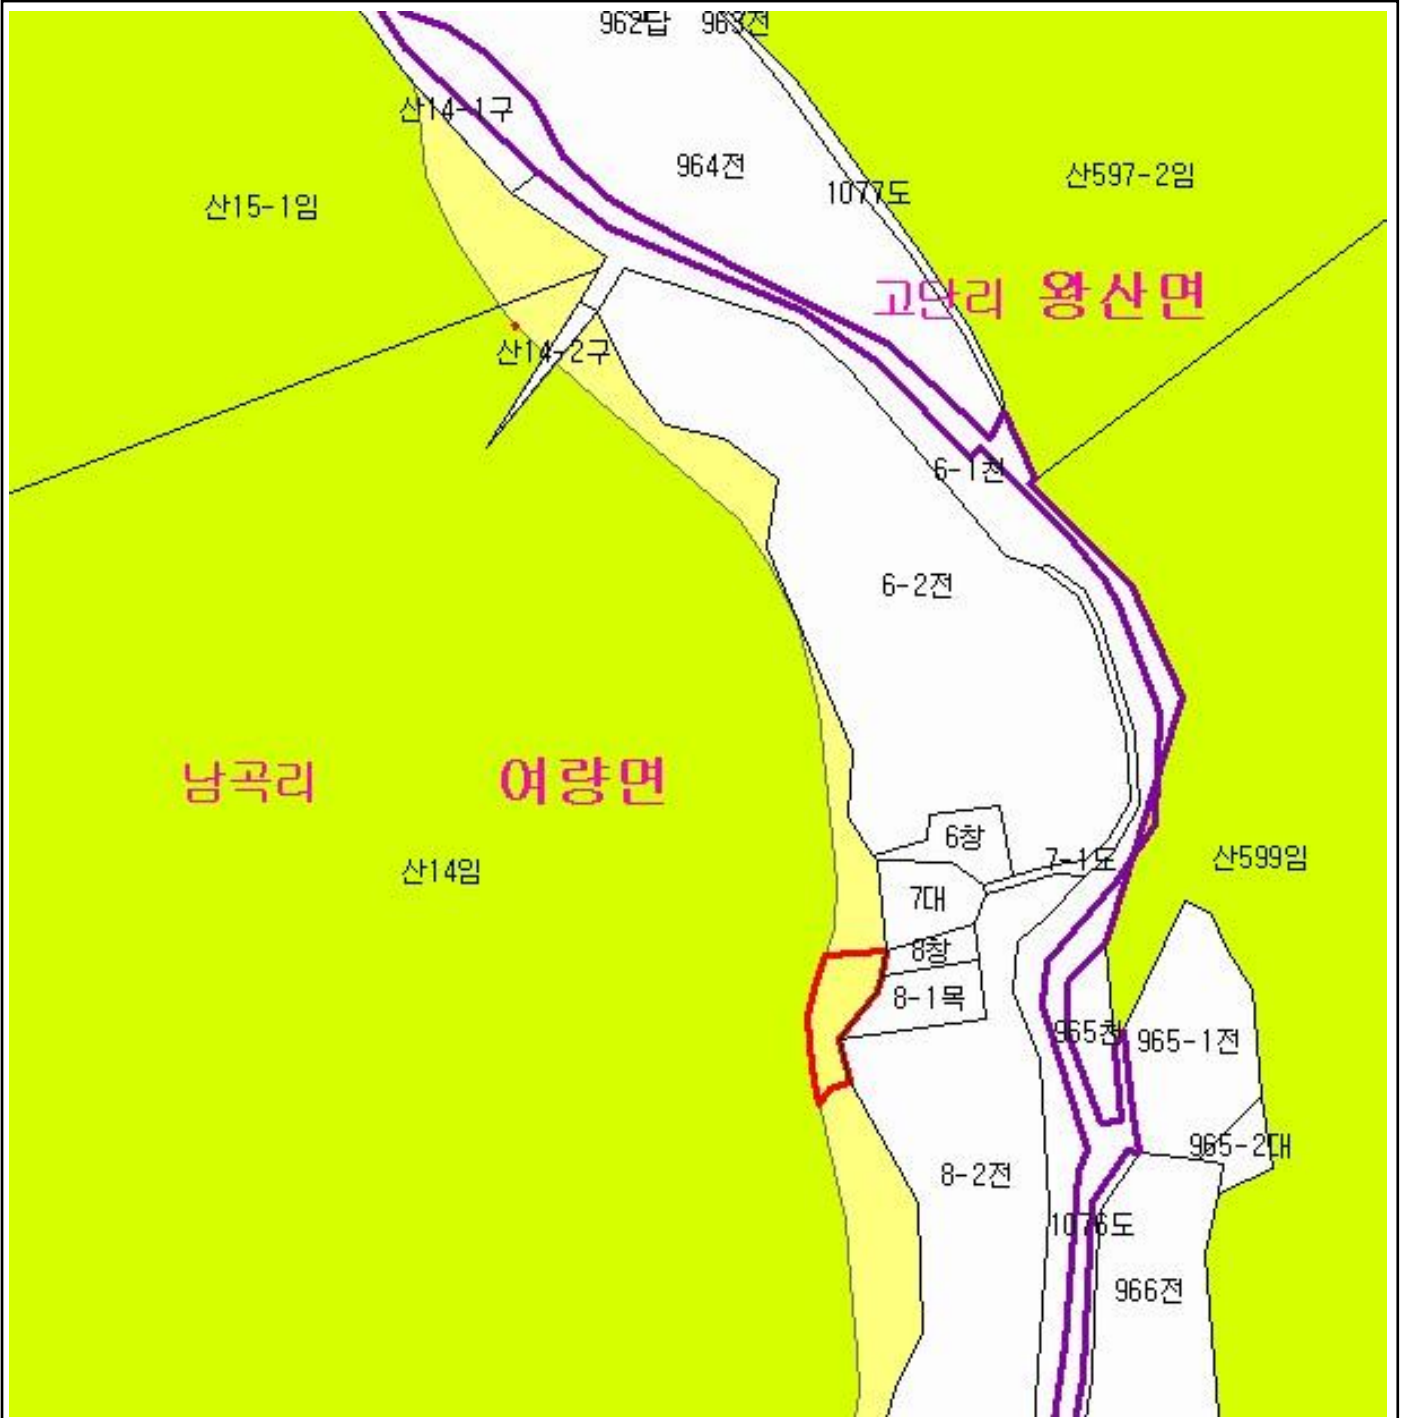 962답 963전
산14-1구
964전
산597-2임
1077도
산15-1임
고단리 왕산면
산14-2구
6-1천
6-2전
남곡리 여량면
6창
7-1도
산599임
산14임
7대
8창
8-1목
965천
965-1전
965-2대
8-2전
1076도
966전